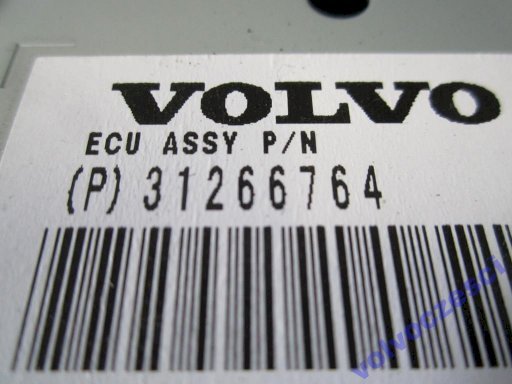 VOLVO
ECU ASSY P/N
(P) 31266764
volvoczesci